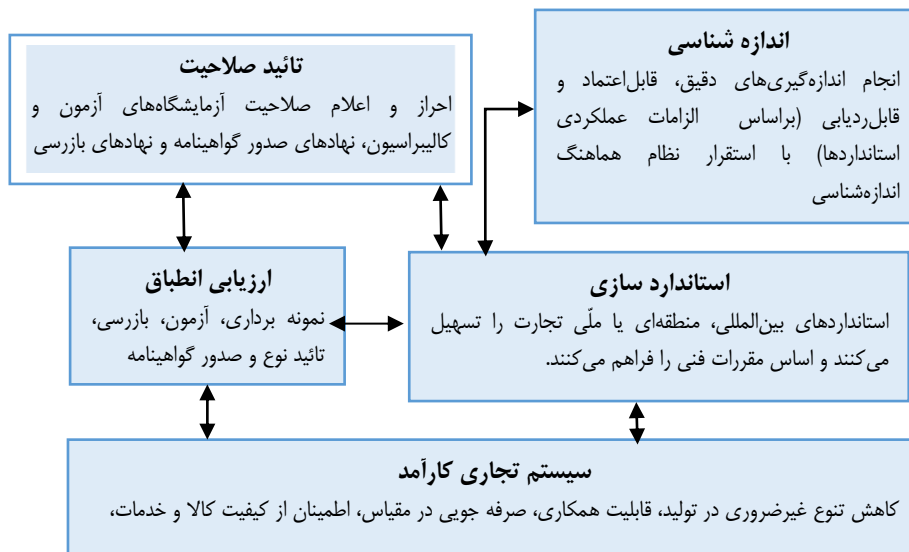 اندازه شناسی
انجام اندازه‌گیری‌های دقیق، قابل‌اعتماد و
قابل‌ردیابی (براساس الزامات عملکردی
استانداردها) با استقرار نظام هماهنگ
اندازه‌شناسی
تائید صلاحیت
احراز و اعلام صلاحیت آزمایشگاه‌های آزمون و
کالیبراسیون، نهادهای صدور گواهینامه و نهادهای بازرسی
استاندارد سازی
استانداردهای بین‌المللی، منطقه‌ای یا ملّی تجارت را تسهیل
می‌کنند و اساس مقررات فنی را فراهم می‌کنند.
ارزیابی انطباق
نمونه برداری، آزمون، بازرسی،
تائید نوع و صدور گواهینامه
سیستم تجاری کارآمد
کاهش تنوع غیرضروری در تولید، قابلیت همکاری، صرفه جویی در مقیاس، اطمینان از کیفیت کالا و خدمات،